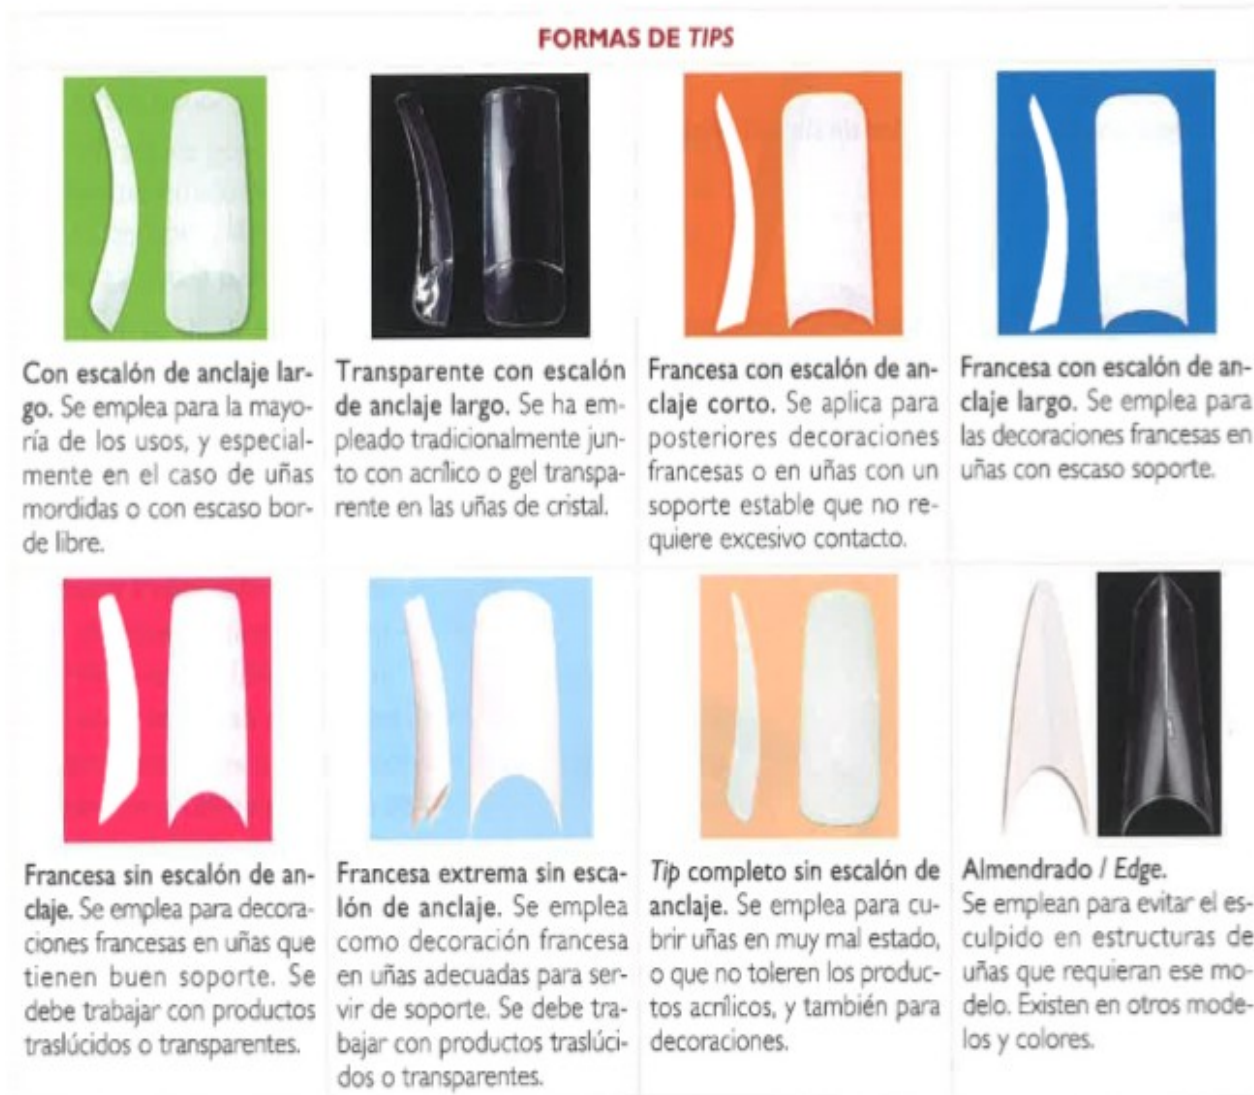 FORMAS DE TIPS
Con escalón de anclaje lar-
go. Se emplea para la mayo-
ría de los usos, y especial-
mente en el caso de uñas
mordidas o con escaso bor-
de libre.
Transparente con escalón
de anclaje largo. Se ha em-
pleado tradicionalmente jun-
to con acrílico o gel transpa-
rente en las uñas de cristal.
Francesa con escalón de an-
claje corto. Se aplica para
posteriores decoraciones
francesas o en uñas con un
soporte estable que no re-
quiere excesivo contacto.
Francesa con escalón de an-
claje largo. Se emplea para
las decoraciones francesas en
uñas con escaso soporte.
Francesa sin escalón de an-
claje. Se emplea para decora-
ciones francesas en uñas que
tienen buen soporte. Se
debe trabajar con productos
traslúcidos o transparentes.
Francesa extrema sin esca-
lón de anclaje. Se emplea
como decoración francesa
en uñas adecuadas para ser-
vir de soporte. Se debe tra-
bajar con productos traslúci-
dos o transparentes.
Tip completo sin escalón de
anclaje. Se emplea para cu-
brir uñas en muy mal estado,
o que no toleren los produc-
tos acrílicos, y también para
decoraciones.
Almendrado / Edge.
Se emplean para evitar el es-
culpido en estructuras de
uñas que requieran ese mo-
delo. Existen en otros mode-
los y colores.